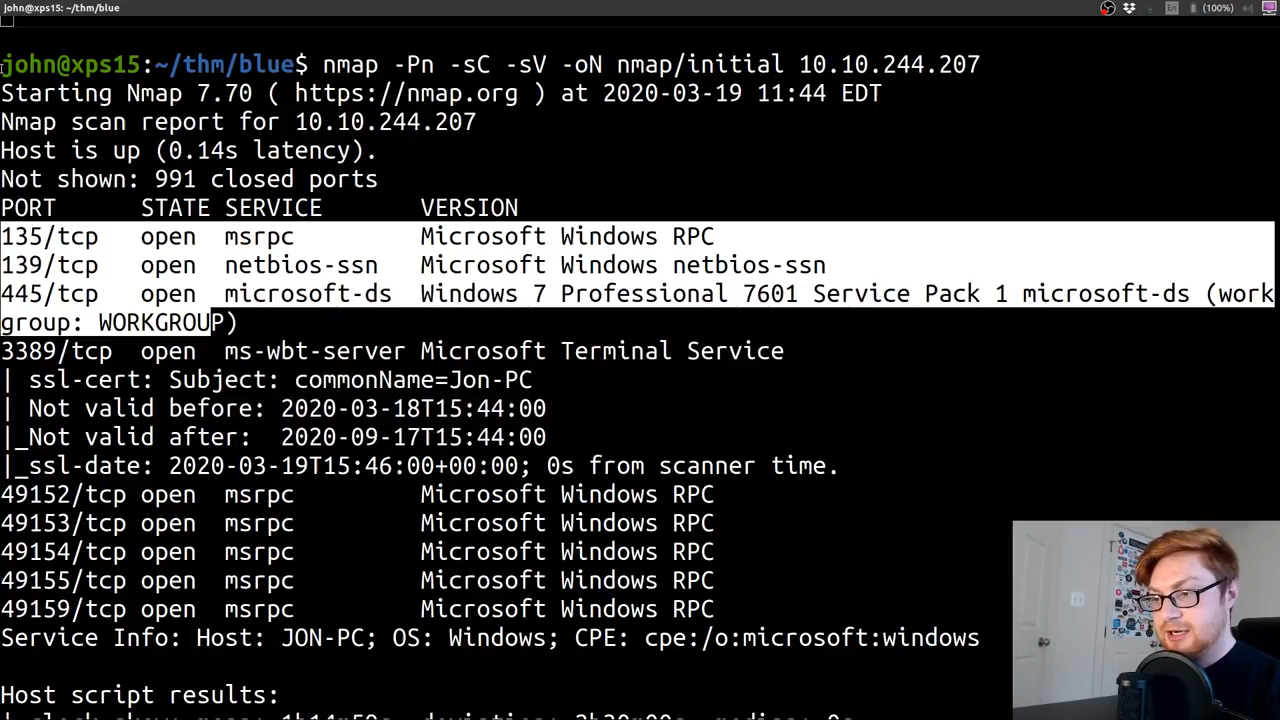 john@xps15: ~/thm/blue
En
(100%)
john@xps15:~/thm/blue$ nmap -Pn -sC -sV -oN nmap/initial 10.10.244.207
Starting Nmap 7.70 ( https://nmap.org ) at 2020-03-19 11:44 EDT
Nmap scan report for 10.10.244.207
Host is up (0.14s latency).
Not shown: 991 closed ports
PORT      STATE SERVICE       VERSION
135/tcp   open  msrpc         Microsoft Windows RPC
139/tcp   open  netbios-ssn   Microsoft Windows netbios-ssn
445/tcp   open  microsoft-ds  Windows 7 Professional 7601 Service Pack 1 microsoft-ds (work
group: WORKGROUP)
3389/tcp  open  ms-wbt-server Microsoft Terminal Service
| ssl-cert: Subject: commonName=Jon-PC
| Not valid before: 2020-03-18T15:44:00
|_Not valid after:  2020-09-17T15:44:00
|_ssl-date: 2020-03-19T15:46:00+00:00; 0s from scanner time.
49152/tcp open  msrpc         Microsoft Windows RPC
49153/tcp open  msrpc         Microsoft Windows RPC
49154/tcp open  msrpc         Microsoft Windows RPC
49155/tcp open  msrpc         Microsoft Windows RPC
49159/tcp open  msrpc         Microsoft Windows RPC
Service Info: Host: JON-PC; OS: Windows; CPE: cpe:/o:microsoft:windows
Host script results: